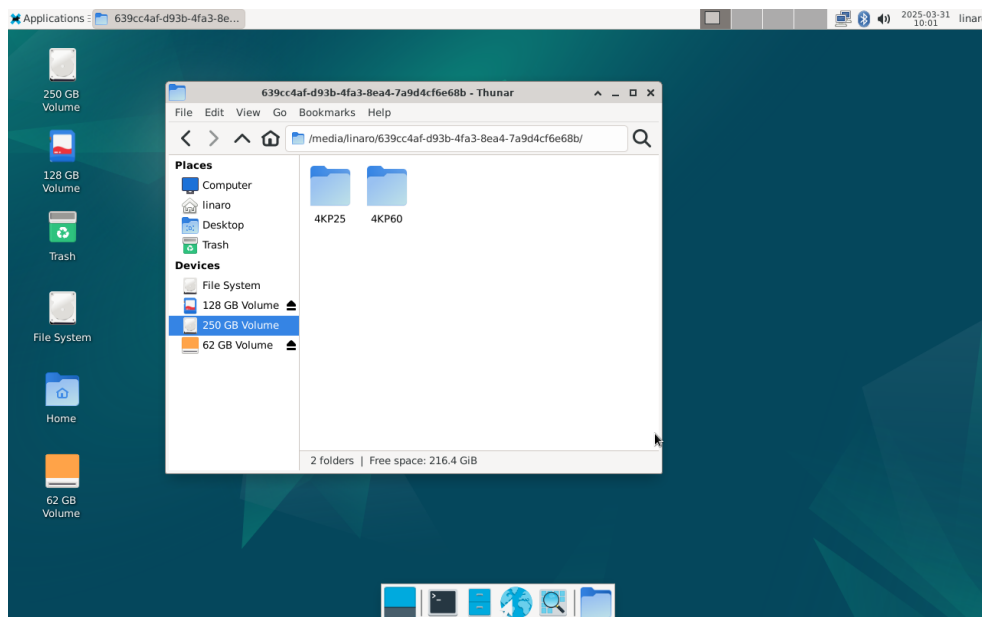 Applications
639cc4af-d93b-4fa3-8e...
2025-03-31
10:01
linar
250 GB
Volume
128 GB
Volume
Trash
File System
Home
62 GB
Volume
639cc4af-d93b-4fa3-8ea4-7a9d4cf6e68b - Thunar
File Edit View Go Bookmarks Help
/media/linaro/639cc4af-d93b-4fa3-8ea4-7a9d4cf6e68b/
Places
Computer
linaro
Desktop
Trash
Devices
File System
128 GB Volume
250 GB Volume
62 GB Volume
4KP25 4KP60
2 folders | Free space: 216.4 GiB